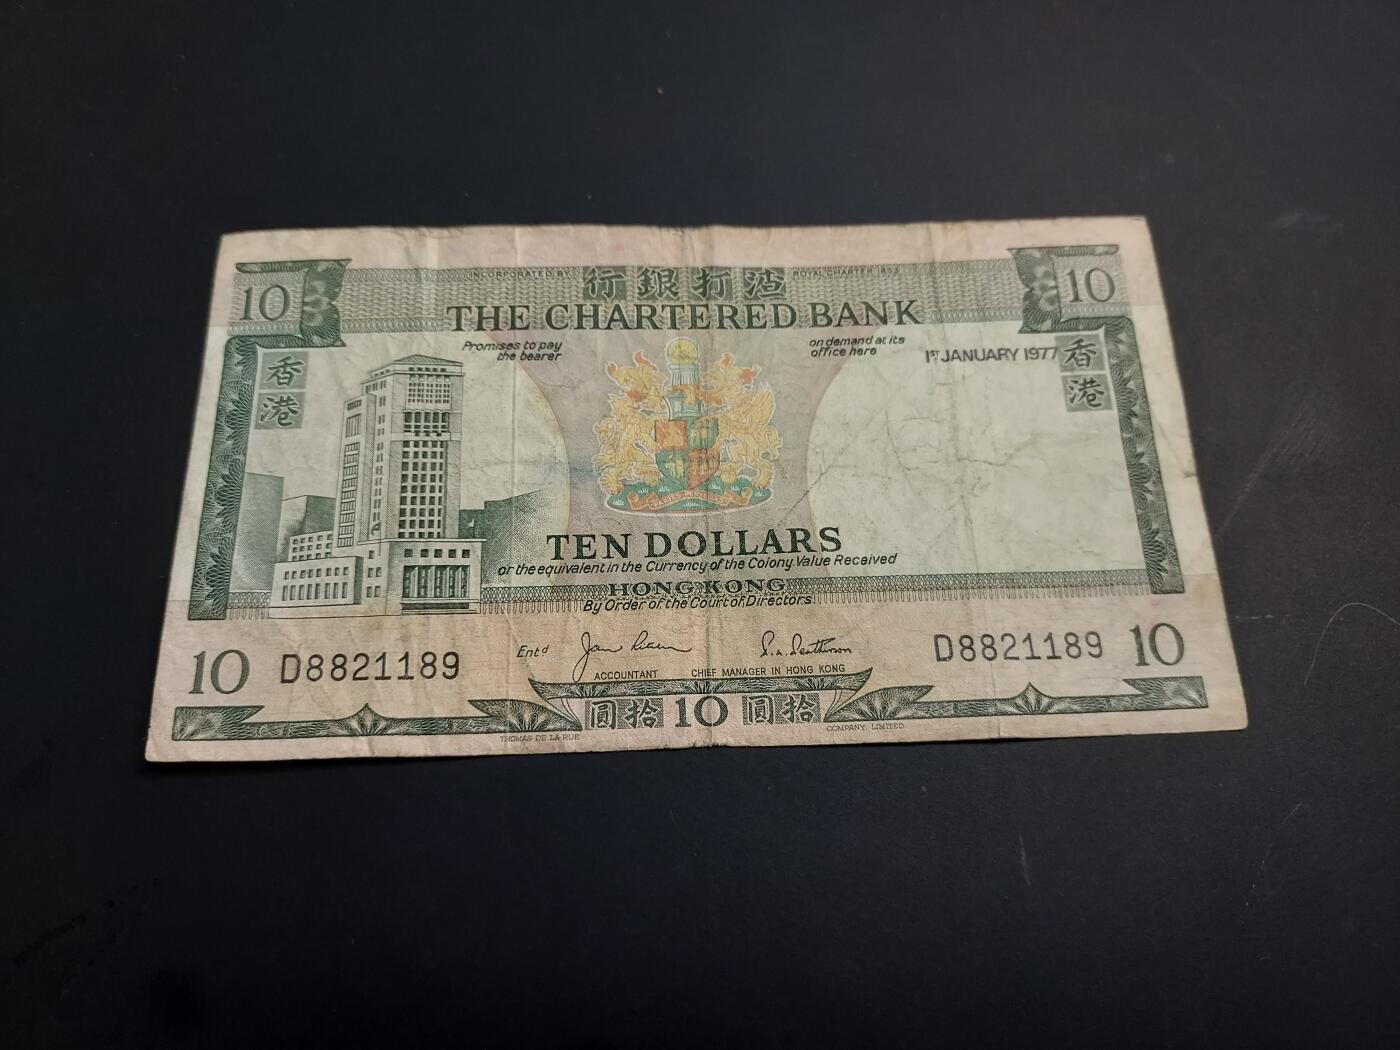 INCORPORATED BY 行銀打渣 ROYAL CHARTER 1853
10 THE CHARTERED BANK 10
Promises to pay
the bearer
on demand at its
office here
1ST JANUARY 1977
香
港
香
港
TEN DOLLARS
or the equivalent in the Currency of the Colony Value Received
HONG KONG
By Order of the Court of Directors
10 D8821189 Entd D8821189 10
ACCOUNTANT CHIEF MANAGER IN HONG KONG
圓拾 10 圓拾
THOMAS DE LA RUE COMPANY, LIMITED.